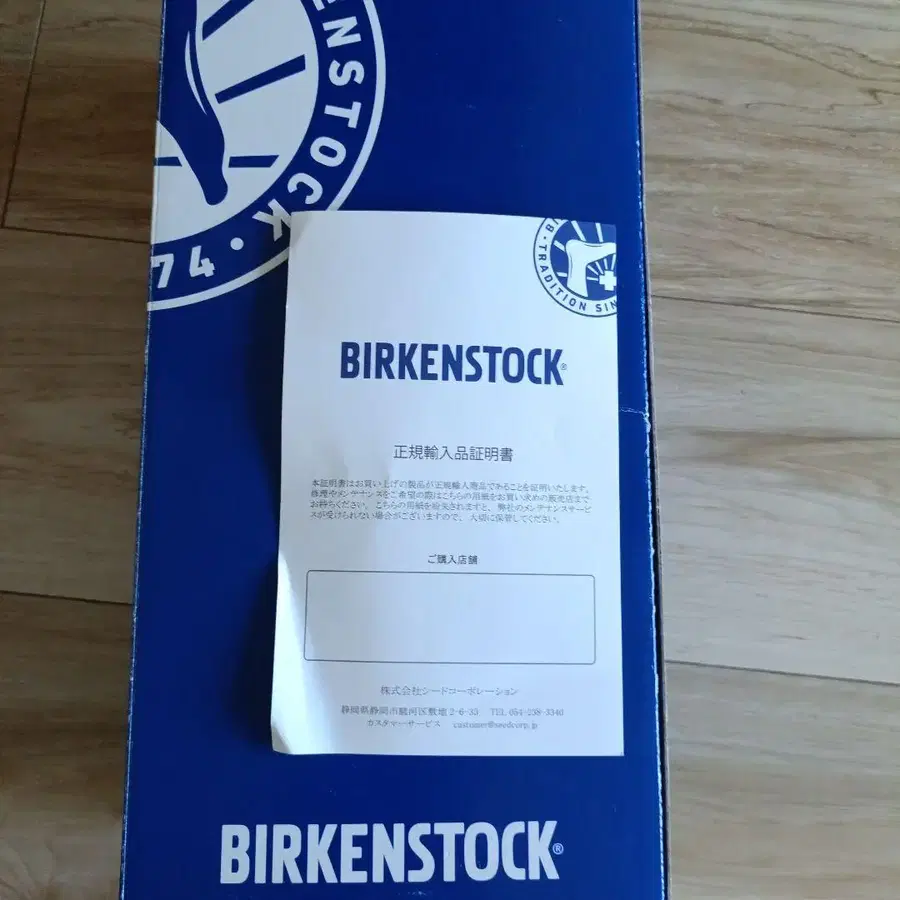 ENSTOCK
74 ·
TRADITION SIN
BIRKENSTOCK®
正規輸入品証明書
本証明書はお買い上げの製品が正規輸入商品であることを証明いたします。
修理やメンテナンスをご希望の際はこちらの用紙をお買い求めの販売店まで
お持ちください。こちらの用紙を紛失されますと、弊社のメンテナンスサービ
スが受けられない場合がございますので、大切に保管してください。
ご購入店舗
株式会社シードコーポレーション
静岡県静岡市駿河区敷地2-6-33 TEL 054-238-3340
カスタマーサービス customer@seedcorp.jp
BIRKENSTOCK®